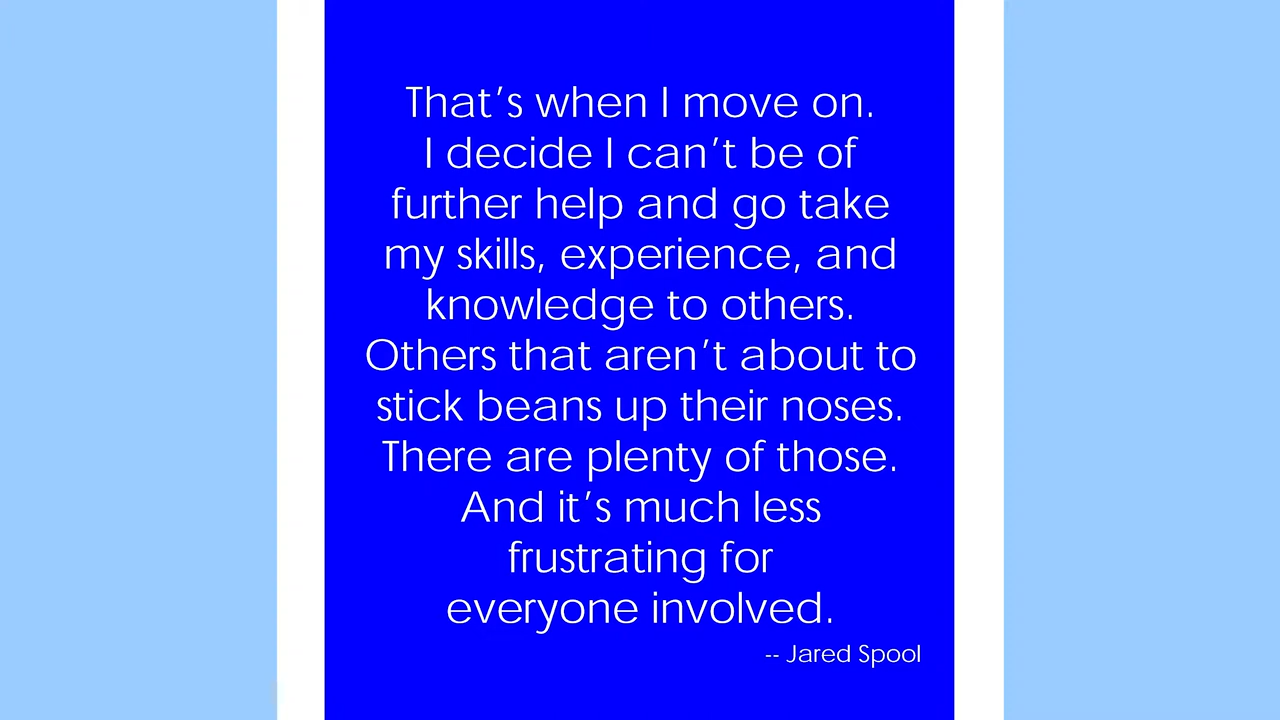 That's when I move on.
I decide I can't be of
further help and go take
my skills, experience, and
knowledge to others.
Others that aren't about to
stick beans up their noses.
There are plenty of those.
And it's much less
frustrating for
everyone involved.
-- Jared Spool